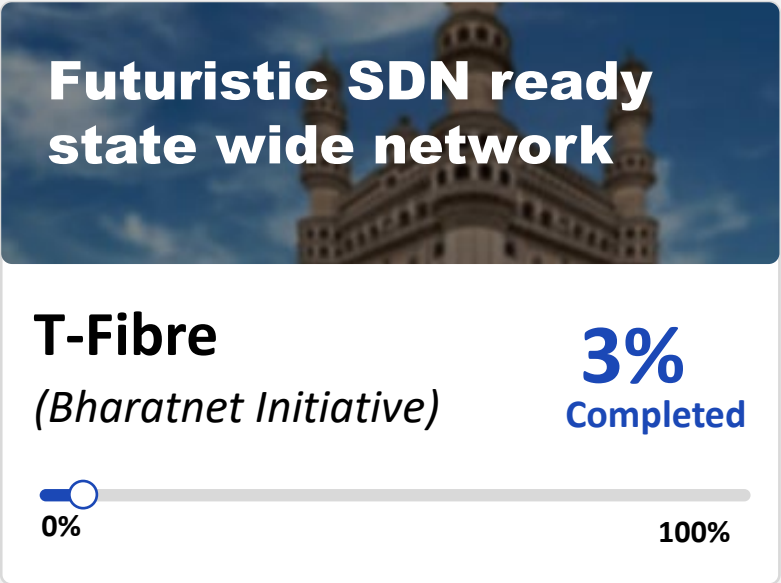 Futuristic SDN ready
state wide network
T-Fibre
3%
(Bharatnet Initiative)
Completed
0%
100%